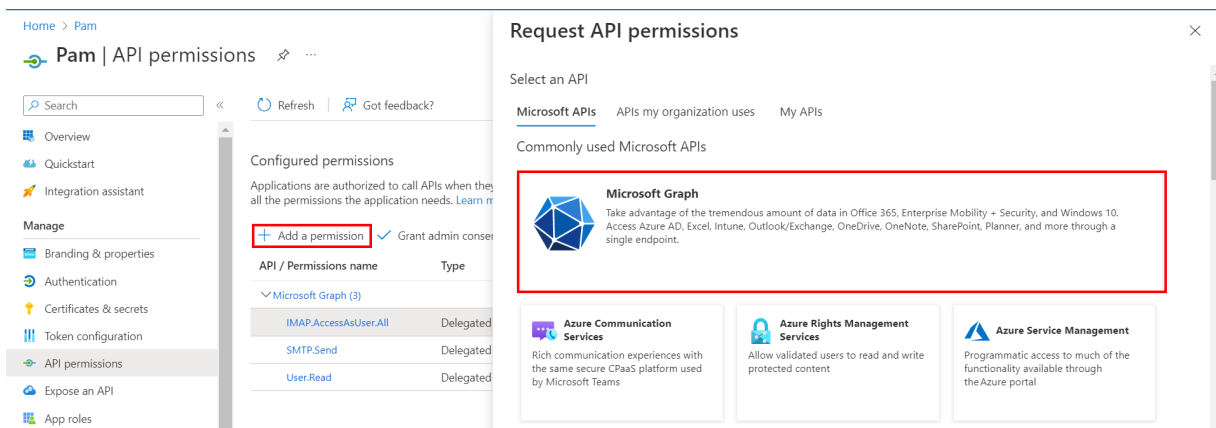 Home > Pam
Pam | API permissions
Search
«
Refresh
Got feedback?
Overview
Quickstart
Integration assistant
Manage
Branding & properties
Authentication
Certificates & secrets
Token configuration
API permissions
Expose an API
App roles
Configured permissions
Applications are authorized to call APIs when they
all the permissions the application needs. Learn
+ Add a permission
Grant admin conser
API / Permissions name Type
Microsoft Graph (3)
IMAP.AccessAsUser.All Delegated
SMTP.Send Delegated
User.Read Delegated
Request API permissions
Select an API
Microsoft APIs APIs my organization uses My APIs
Commonly used Microsoft APIs
Microsoft Graph
Take advantage of the tremendous amount of data in Office 365, Enterprise Mobility + Security, and Windows 10.
Access Azure AD, Excel, Intune, Outlook/Exchange, OneDrive, OneNote, SharePoint, Planner, and more through a
single endpoint.
Azure Communication
Services
Rich communication experiences with
the same secure CPaaS platform used
by Microsoft Teams
Azure Rights Management
Services
Allow validated users to read and write
protected content
Azure Service Management
Programmatic access to much of the
functionality available through
the Azure portal